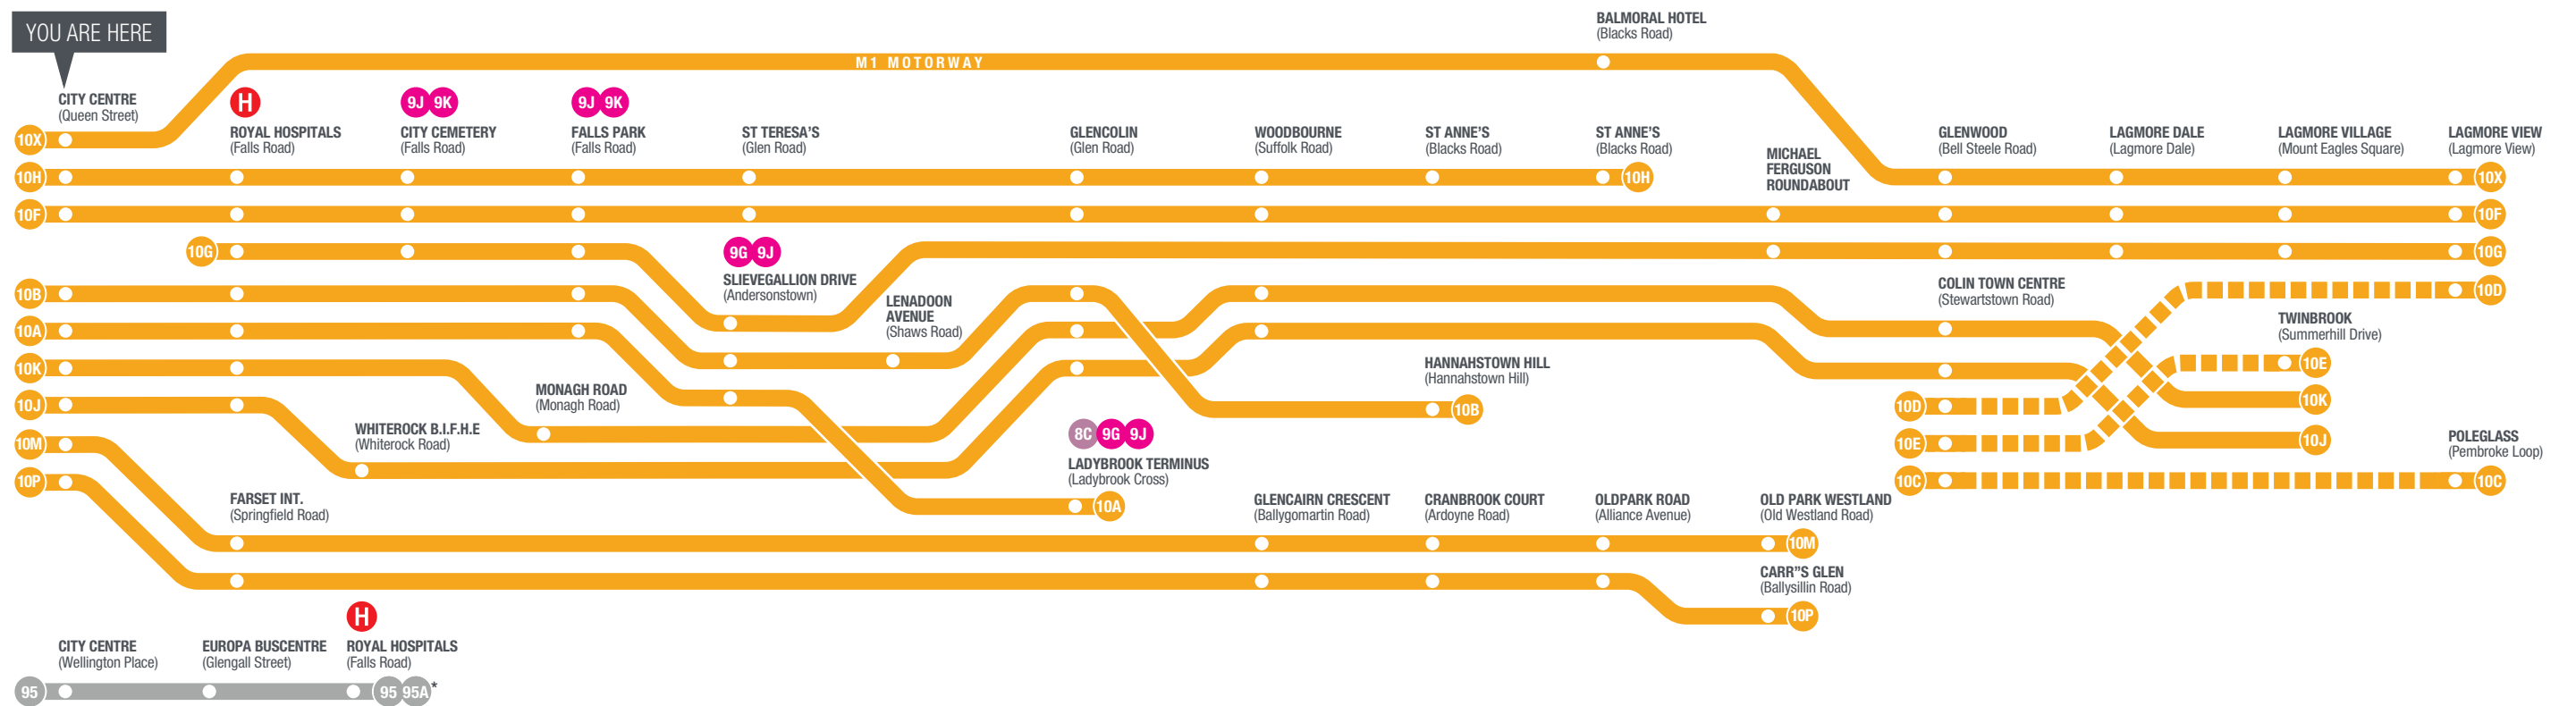 YOU ARE HERE
BALMORAL HOTEL
(Blacks Road)
M1 MOTORWAY
CITY CENTRE
(Queen Street)
H
9J 9K
9J 9K
ROYAL HOSPITALS
(Falls Road)
CITY CEMETERY
(Falls Road)
FALLS PARK
(Falls Road)
ST TERESA'S
(Glen Road)
GLENCOLIN
(Glen Road)
WOODBOURNE
(Suffolk Road)
ST ANNE'S
(Blacks Road)
ST ANNE'S
(Blacks Road)
MICHAEL
FERGUSON
ROUNDABOUT
GLENWOOD
(Bell Steele Road)
LAGMORE DALE
(Lagmore Dale)
LAGMORE VILLAGE
(Mount Eagles Square)
LAGMORE VIEW
(Lagmore View)
10X
10H
10H
10X
10F
10F
10G
9G 9J
10G
SLIEVEGALLION DRIVE
(Andersonstown)
LENADOON
AVENUE
(Shaws Road)
COLIN TOWN CENTRE
(Stewartstown Road)
10B
10D
10A
TWINBROOK
(Summerhill Drive)
10K
10E
MONAGH ROAD
(Monagh Road)
HANNAHSTOWN HILL
(Hannahstown Hill)
10J
10B
10D
10K
WHITEROCK B.I.F.H.E
(Whiterock Road)
8C 9G 9J
LADYBROOK TERMINUS
(Ladybrook Cross)
10M
10E
10J
POLEGLASS
(Pembroke Loop)
10P
10A
10C
10C
FARSET INT.
(Springfield Road)
GLENCAIRN CRESCENT
(Ballygomartin Road)
CRANBROOK COURT
(Ardoyne Road)
OLDPARK ROAD
(Alliance Avenue)
OLD PARK WESTLAND
(Old Westland Road)
10M
CARR"S GLEN
(Ballysillin Road)
10P
H
CITY CENTRE
(Wellington Place)
EUROPA BUSCENTRE
(Glengall Street)
ROYAL HOSPITALS
(Falls Road)
95
95 95A*